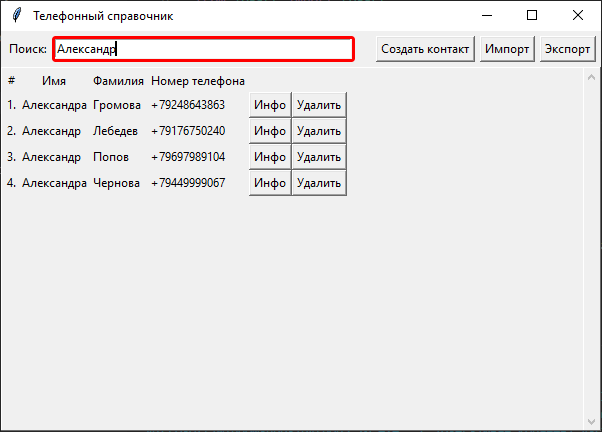 Телефонный справочник
Поиск: Александр Создать контакт Импорт Экспорт
# Имя Фамилия Номер телефона
1. Александра Громова +79248643863 Инфо Удалить
2. Александр Лебедев +79176750240 Инфо Удалить
3. Александр Попов +79697989104 Инфо Удалить
4. Александра Чернова +79449999067 Инфо Удалить